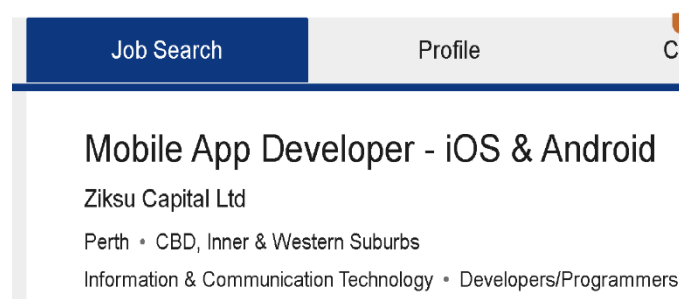 Job Search Profile C
Mobile App Developer - iOS & Android
Ziksu Capital Ltd
Perth • CBD, Inner & Western Suburbs
Information & Communication Technology • Developers/Programmers